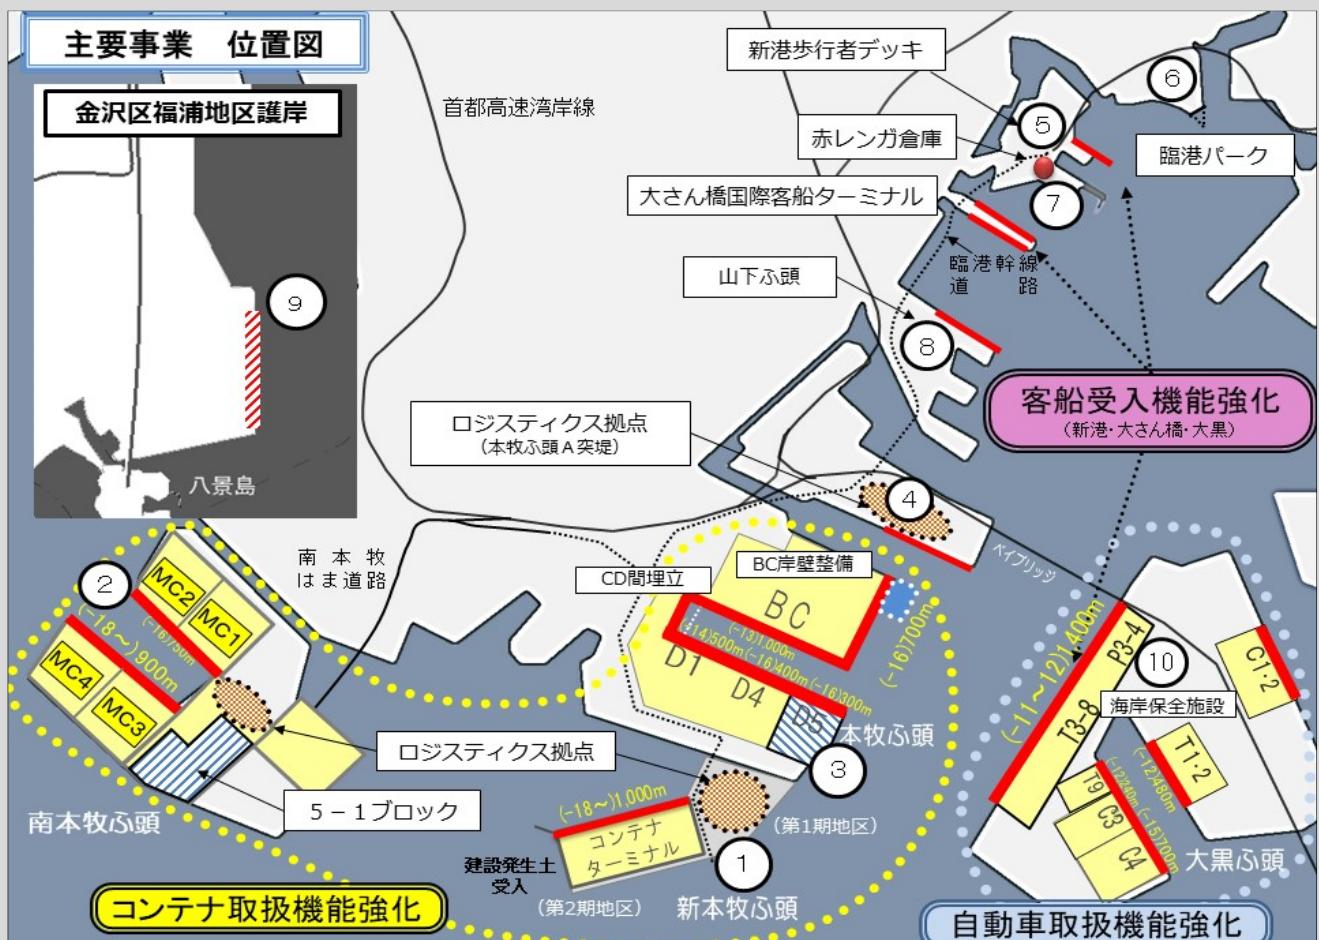 主要事業 位置図
金沢区福浦地区護岸
9
八景島
首都高速湾岸線
新港歩行者デッキ
5
6
赤レンガ倉庫
臨港パーク
大さん橋国際客船ターミナル
7
臨港幹線
道 路
山下ふ頭
8
客船受入機能強化
(新港・大さん橋・大黒)
ロジスティクス拠点
(本牧ふ頭A突堤)
4
ベイブリッジ
南 本 牧
はま道路
CD間埋立
BC岸壁整備
2
MC2
MC1
(-16)750m
(-18~)900m
MC4
MC3
BC
(-13)1,000m
(-14)500m(-16)400m(-16)300m
(-16)700m
D1
D4
D5
本牧ふ頭
3
ロジスティクス拠点
5-1ブロック
南本牧ふ頭
(-18~)1,000m
コンテナ
ターミナル
(第1期地区)
1
建設発生土
受入
(第2期地区)
新本牧ふ頭
コンテナ取扱機能強化
(-11~12)1,400m
P3-4
T3-8
10
海岸保全施設
C1・2
T1・2
(-12)480m
(-12)240m(-15)700m
T9
C3
C4
大黒ふ頭
自動車取扱機能強化